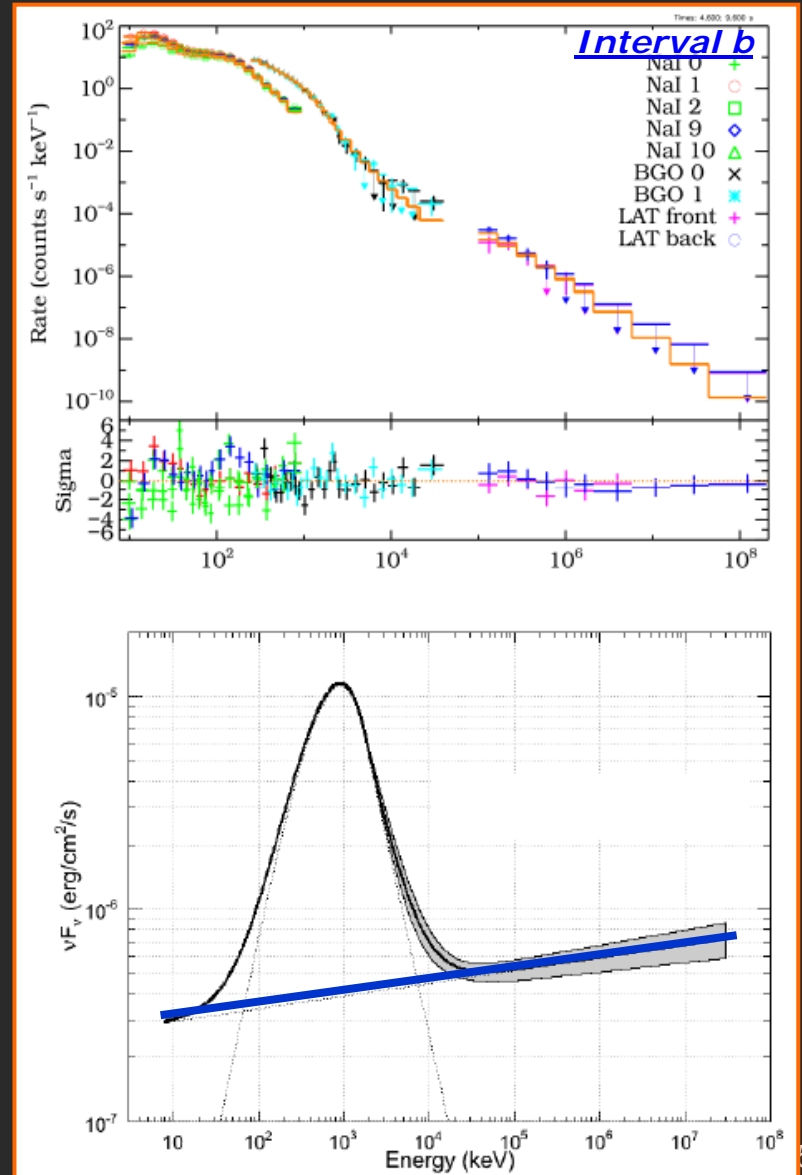 Times: 4.600; 9.600 s
Interval b
NaI 0
NaI 1
NaI 2
NaI 9
NaI 10
BGO 0
BGO 1
LAT front
LAT back
Rate (counts s⁻¹ keV⁻¹)
10²
10⁰
10⁻²
10⁻⁴
10⁻⁶
10⁻⁸
10⁻¹⁰
Sigma
6
4
2
0
−2
−4
−6
10² 10⁴ 10⁶ 10⁸
νFᵥ (erg/cm²/s)
10⁻⁵
10⁻⁶
10⁻⁷
10 10² 10³ 10⁴ 10⁵ 10⁶ 10⁷ 10⁸
Energy (keV)